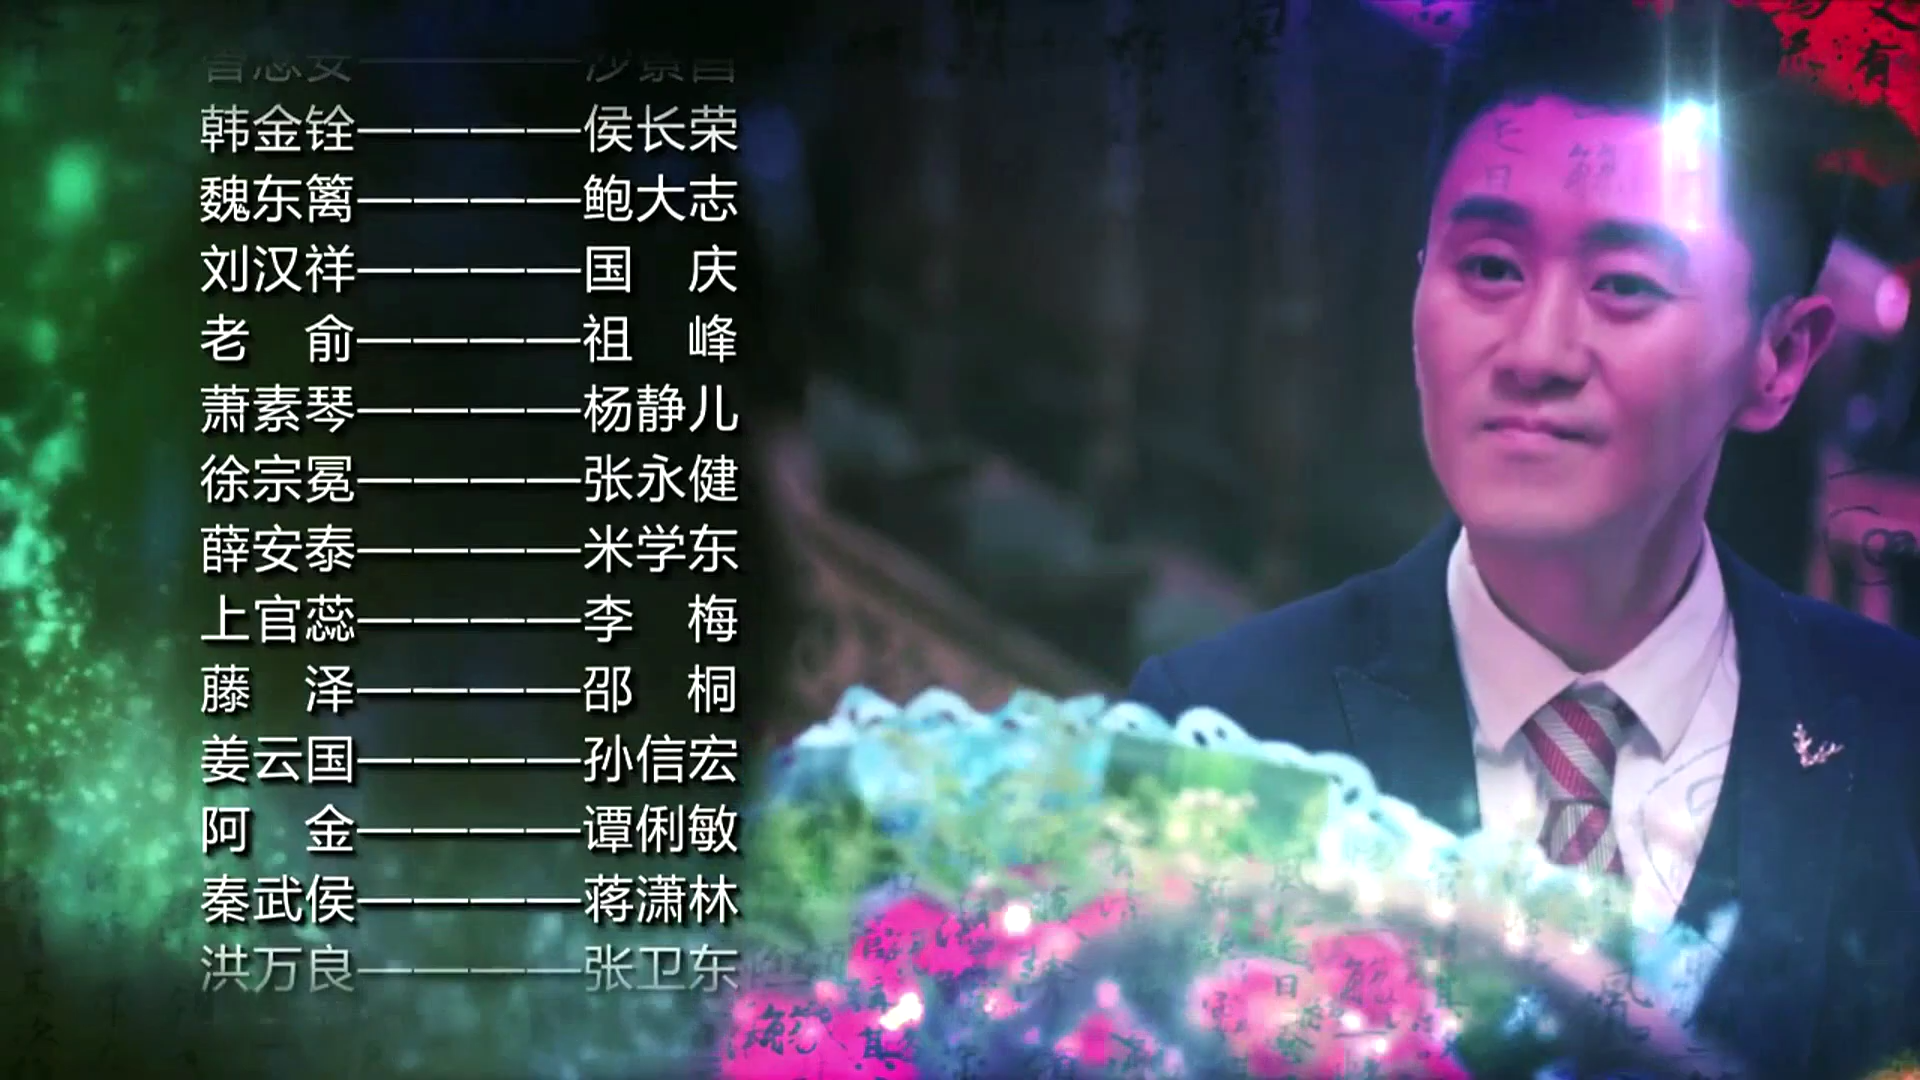 韩金铨————侯长荣
魏东篱————鲍大志
刘汉祥————国　庆
老　俞————祖　峰
萧素琴————杨静儿
徐宗冕————张永健
薛安泰————米学东
上官蕊————李　梅
藤　泽————邵　桐
姜云国————孙信宏
阿　金————谭俐敏
秦武侯————蒋潇林
洪万良————张卫东